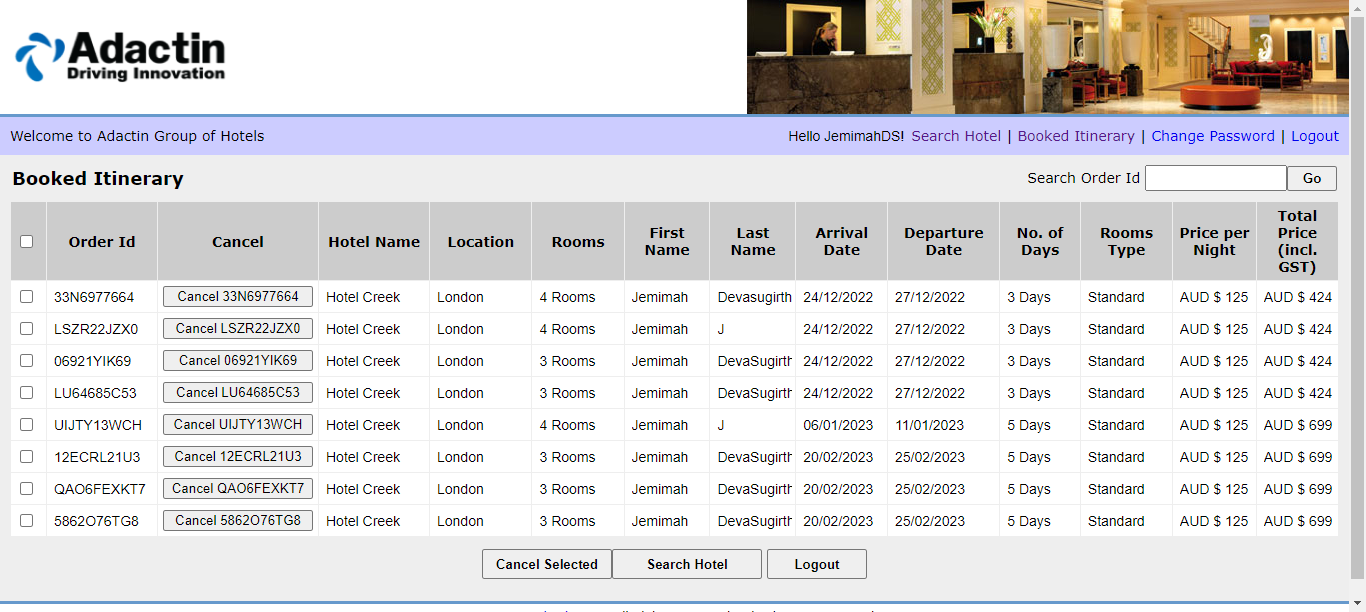 Adactin
Driving Innovation
Welcome to Adactin Group of Hotels
Hello JemimahDS! Search Hotel | Booked Itinerary | Change Password | Logout
Booked Itinerary
Search Order Id Go
Order Id Cancel Hotel Name Location Rooms First Name Last Name Arrival Date Departure Date No. of Days Rooms Type Price per Night Total Price (incl. GST)
33N6977664 Cancel 33N6977664 Hotel Creek London 4 Rooms Jemimah Devasugirth 24/12/2022 27/12/2022 3 Days Standard AUD $ 125 AUD $ 424
LSZR22JZX0 Cancel LSZR22JZX0 Hotel Creek London 4 Rooms Jemimah J 24/12/2022 27/12/2022 3 Days Standard AUD $ 125 AUD $ 424
06921YIK69 Cancel 06921YIK69 Hotel Creek London 3 Rooms Jemimah DevaSugirth 24/12/2022 27/12/2022 3 Days Standard AUD $ 125 AUD $ 424
LU64685C53 Cancel LU64685C53 Hotel Creek London 3 Rooms Jemimah DevaSugirth 24/12/2022 27/12/2022 3 Days Standard AUD $ 125 AUD $ 424
UIJTY13WCH Cancel UIJTY13WCH Hotel Creek London 4 Rooms Jemimah J 06/01/2023 11/01/2023 5 Days Standard AUD $ 125 AUD $ 699
12ECRL21U3 Cancel 12ECRL21U3 Hotel Creek London 3 Rooms Jemimah DevaSugirth 20/02/2023 25/02/2023 5 Days Standard AUD $ 125 AUD $ 699
QAO6FEXKT7 Cancel QAO6FEXKT7 Hotel Creek London 3 Rooms Jemimah DevaSugirth 20/02/2023 25/02/2023 5 Days Standard AUD $ 125 AUD $ 699
5862O76TG8 Cancel 5862O76TG8 Hotel Creek London 3 Rooms Jemimah DevaSugirth 20/02/2023 25/02/2023 5 Days Standard AUD $ 125 AUD $ 699
Cancel Selected Search Hotel Logout